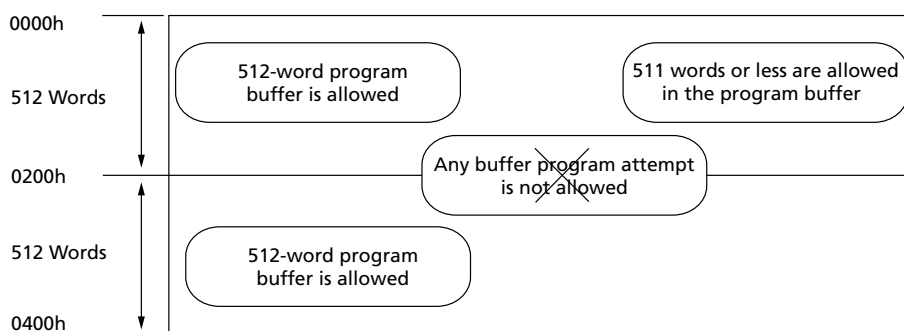 0000h
512 Words
512-word program
buffer is allowed
511 words or less are allowed
in the program buffer
Any buffer program attempt
is not allowed
0200h
512 Words
512-word program
buffer is allowed
0400h